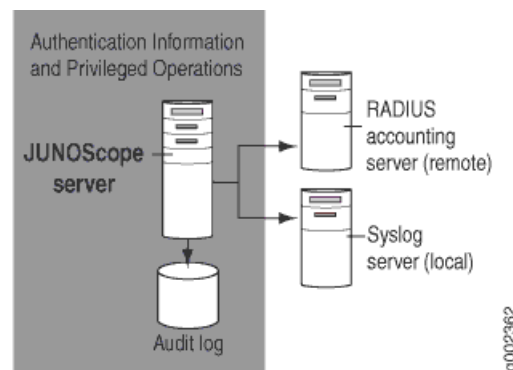 Authentication Information
and Privileged Operations
JUNOScope
server
RADIUS
accounting
server (remote)
Syslog
server (local)
Audit log
g002362